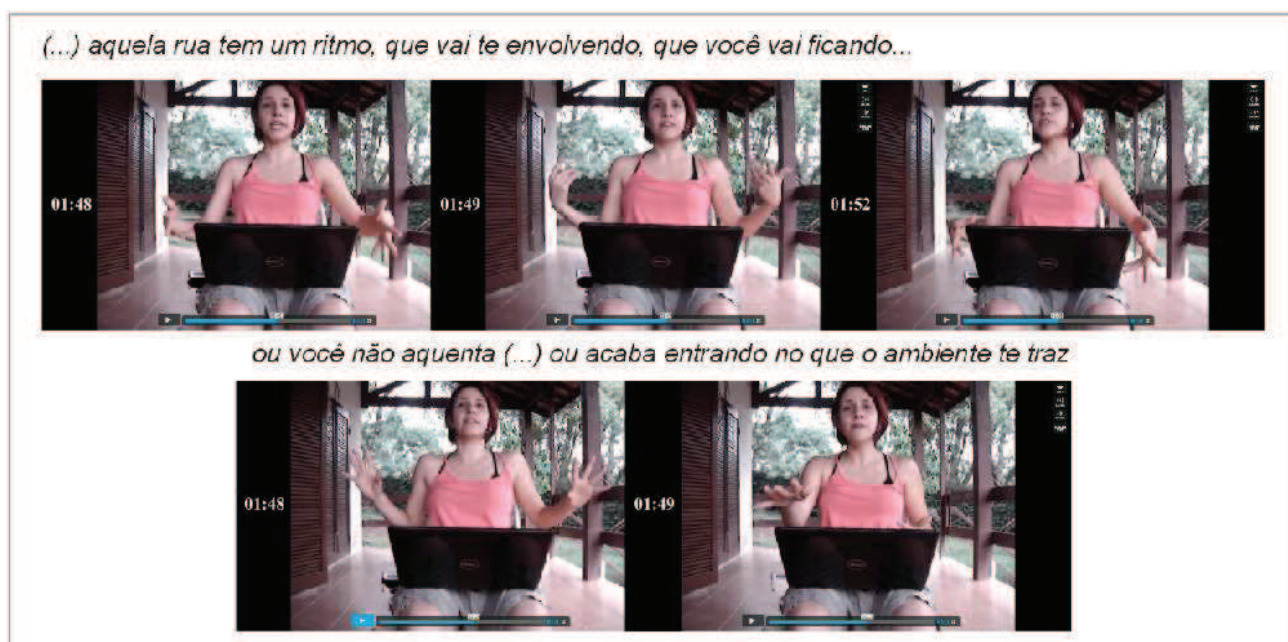 (...) aquela rua tem um ritmo, que vai te envolvendo, que você vai ficando...
01:48
01:49
01:52
ou você não aquenta (...) ou acaba entrando no que o ambiente te traz
01:48
01:49